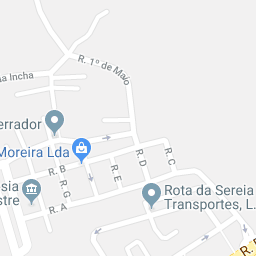 R. 1º de Maio
a Incha
errador
Moreira Lda
R. B
R. G
R. E
R. D
R. C
sia
stre
R. A
Rota da Sereia
Transportes, L.
R.